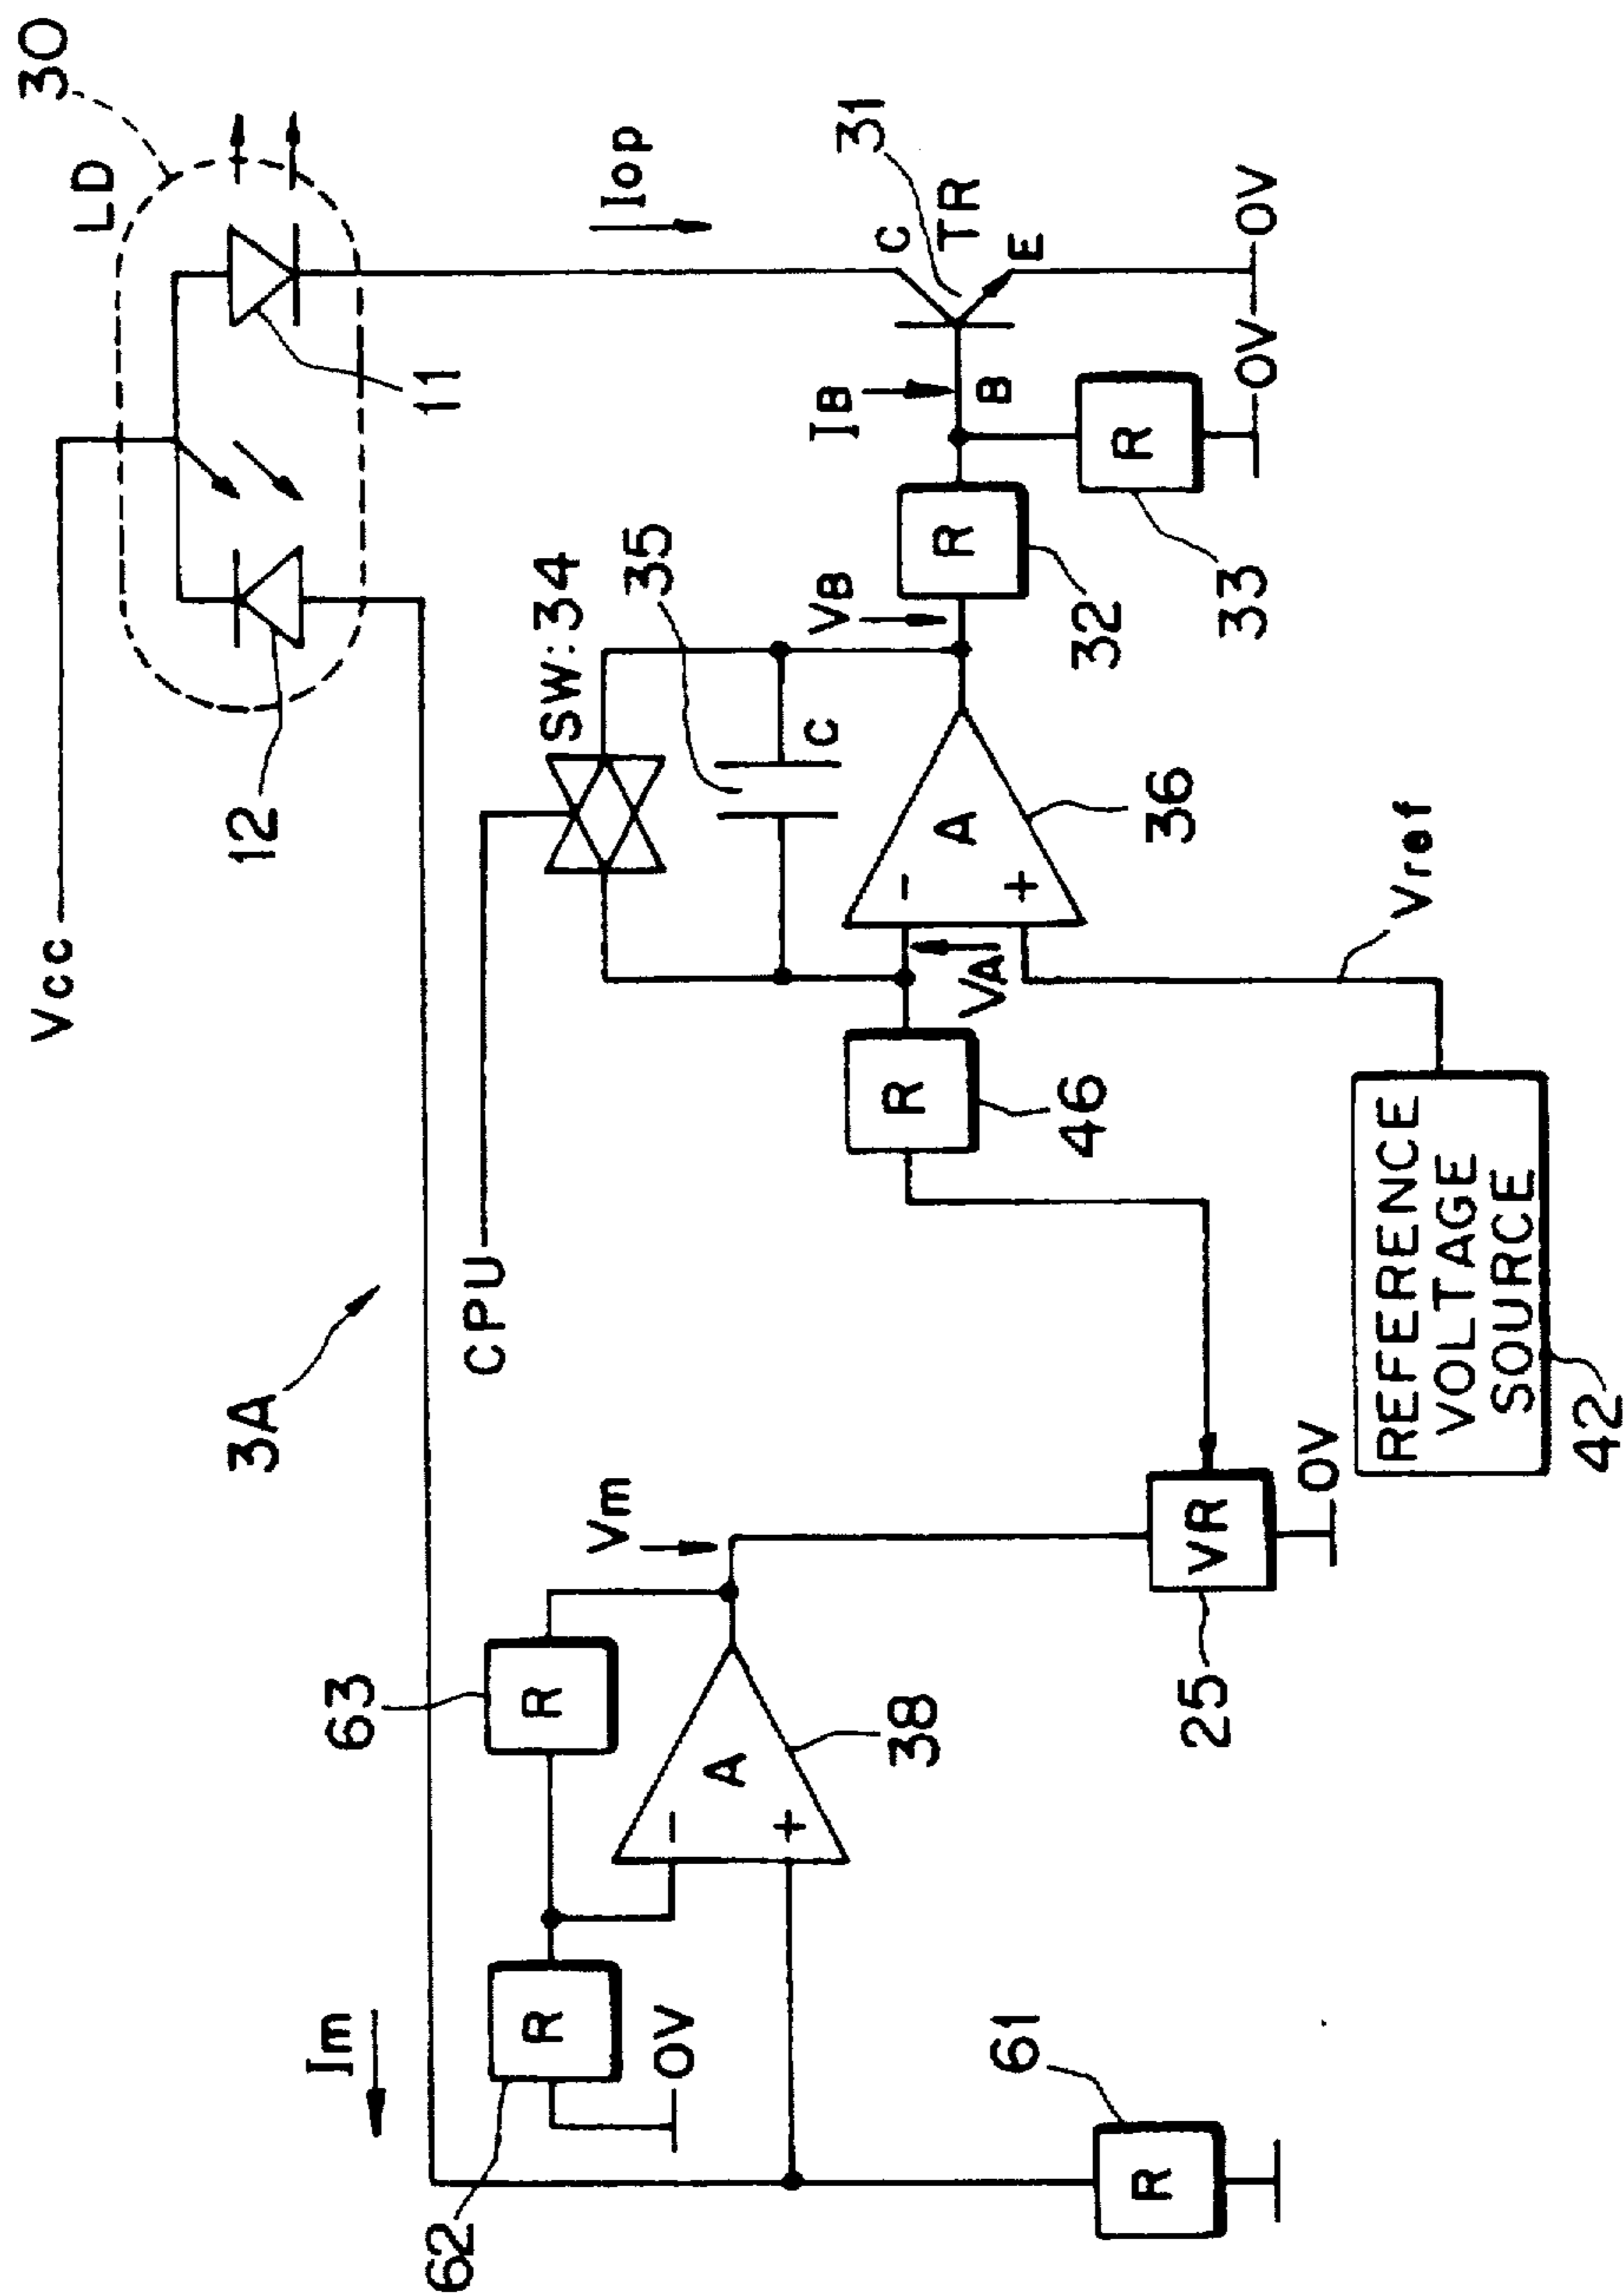 Vcc
30
LD
11
12
Iop
3A
CPU
SW:34
35
C
31
C
TR
E
B
IB
0V
0V
R
33
R
32
VB
A
-
+
36
VA
Vref
R
46
REFERENCE
VOLTAGE
SOURCE
42
Im
63
R
Vm
A
-
+
38
VR
0V
25
R
0V
62
61
R